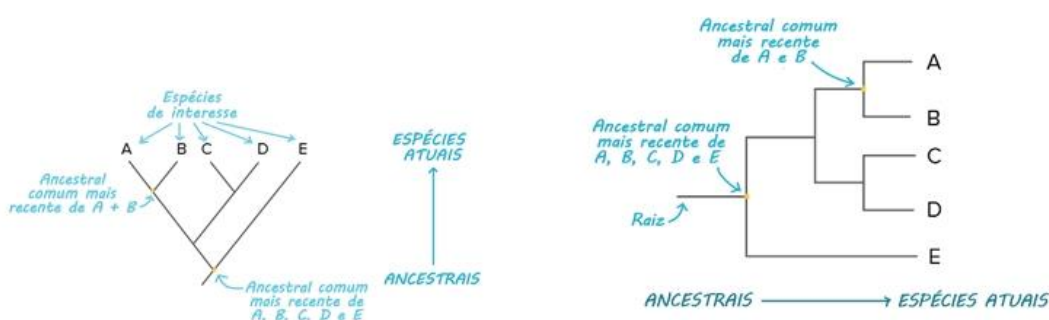 Espécies
de interesse
A B C D E
Ancestral
comum mais
recente de A + B
Ancestral comum
mais recente de
A, B, C, D e E
ESPÉCIES
ATUAIS
ANCESTRAIS
Ancestral comum
mais recente
de A e B
Ancestral comum
mais recente de
A, B, C, D e E
Raiz
A
B
C
D
E
ANCESTRAIS ESPÉCIES ATUAIS